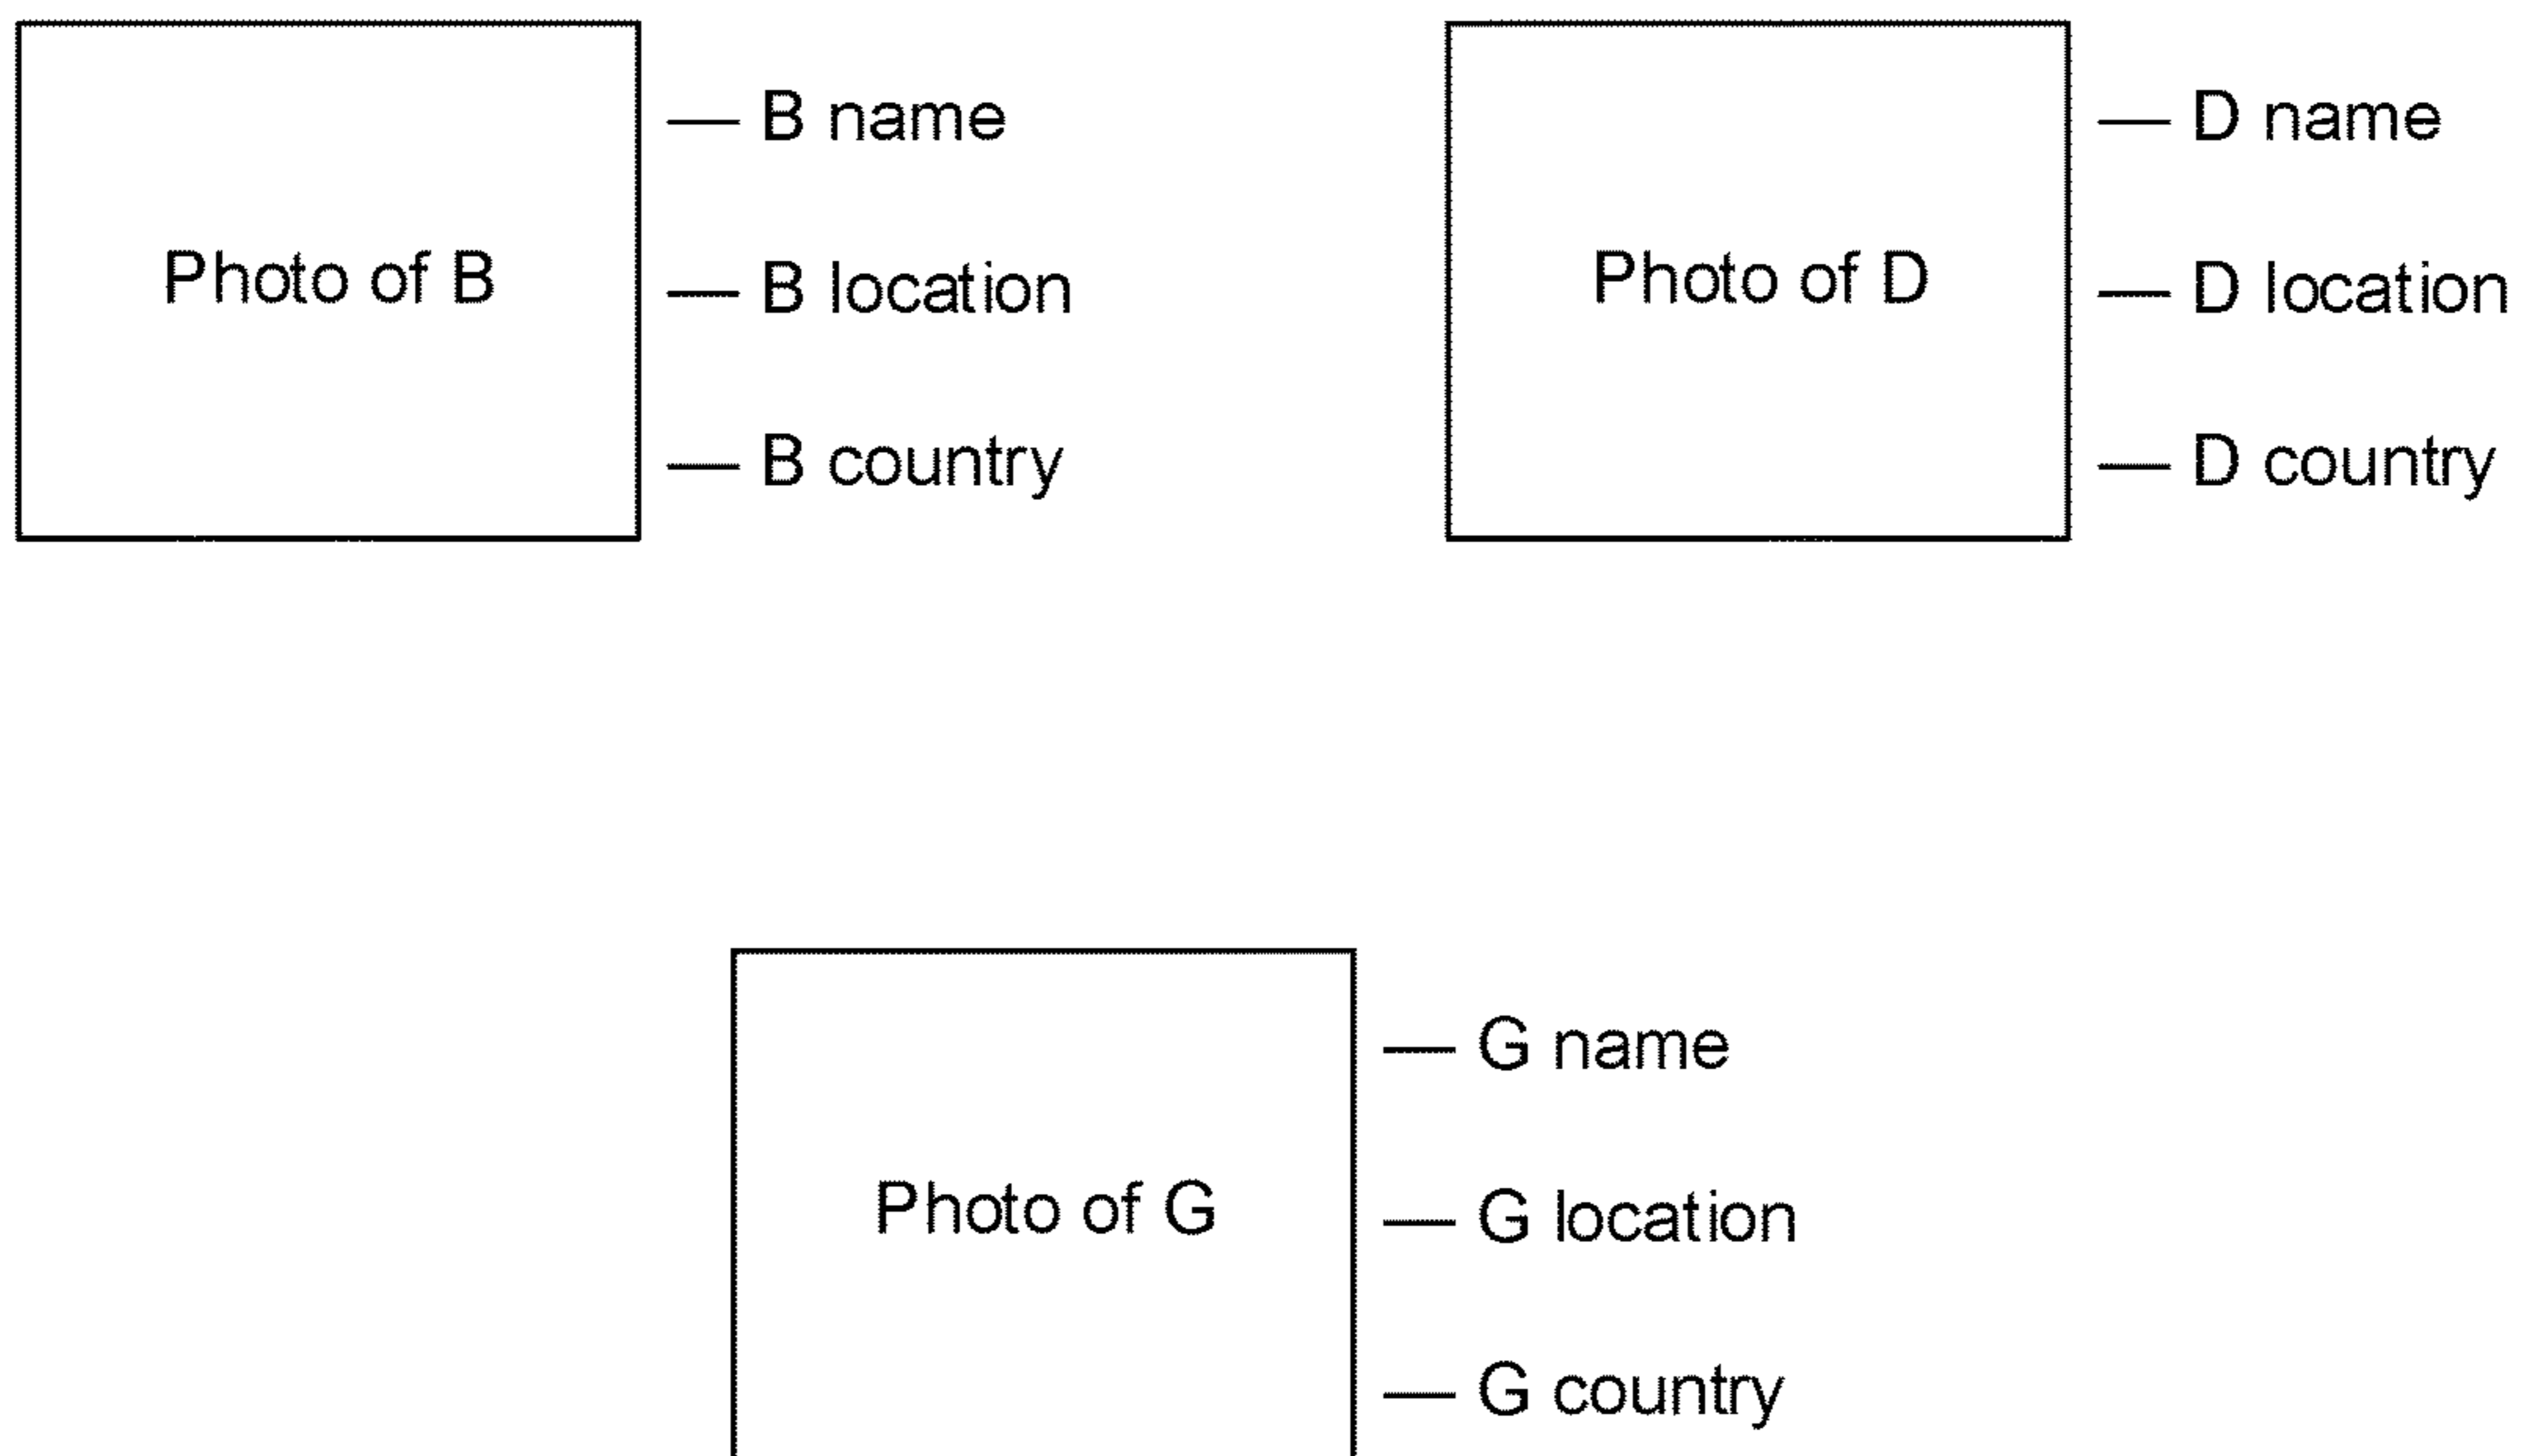 Photo of B
— B name
— B location
— B country
Photo of D
— D name
— D location
— D country
Photo of G
— G name
— G location
— G country